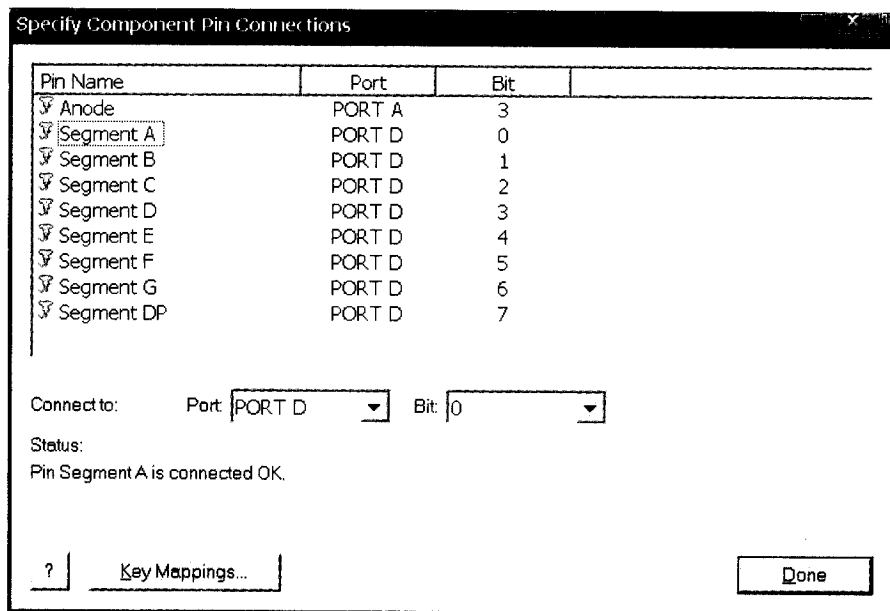 Specify Component Pin Connections
Pin Name Port Bit
Anode PORT A 3
Segment A PORT D 0
Segment B PORT D 1
Segment C PORT D 2
Segment D PORT D 3
Segment E PORT D 4
Segment F PORT D 5
Segment G PORT D 6
Segment DP PORT D 7
Connect to: Port: PORT D Bit: 0
Status:
Pin Segment A is connected OK.
? Key Mappings... Done